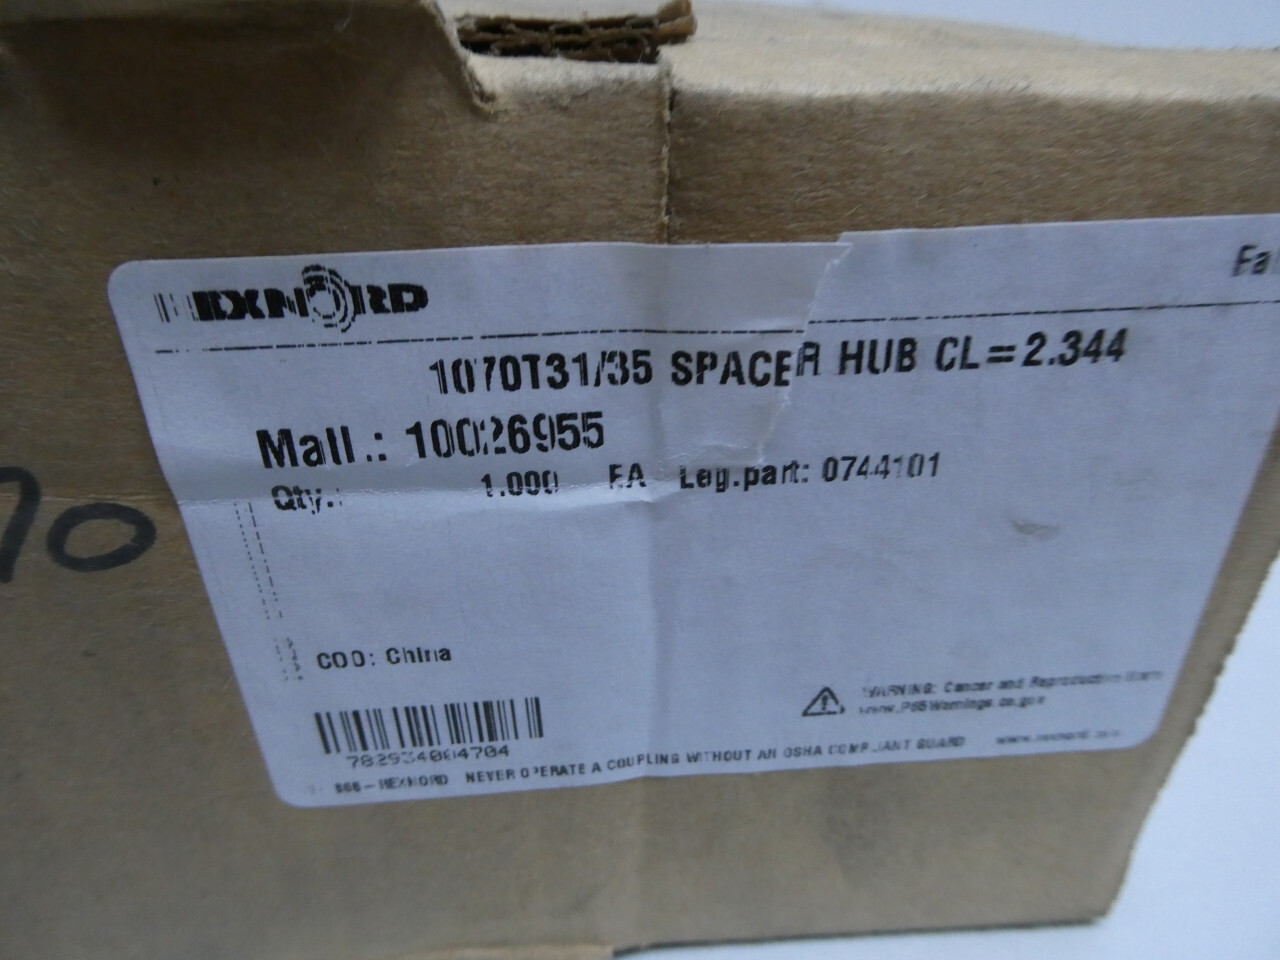 REXNORD
1070T31/35 SPACER HUB CL=2.344
Matl.: 10026955
Qty.: 1.000 EA Leg.part: 0744101
70
COO: China
WARNING: Cancer and Reproductive Harm
www.P65Warnings.ca.gov
NEVER OPERATE A COUPLING WITHOUT AN OSHA COMPLIANT GUARD